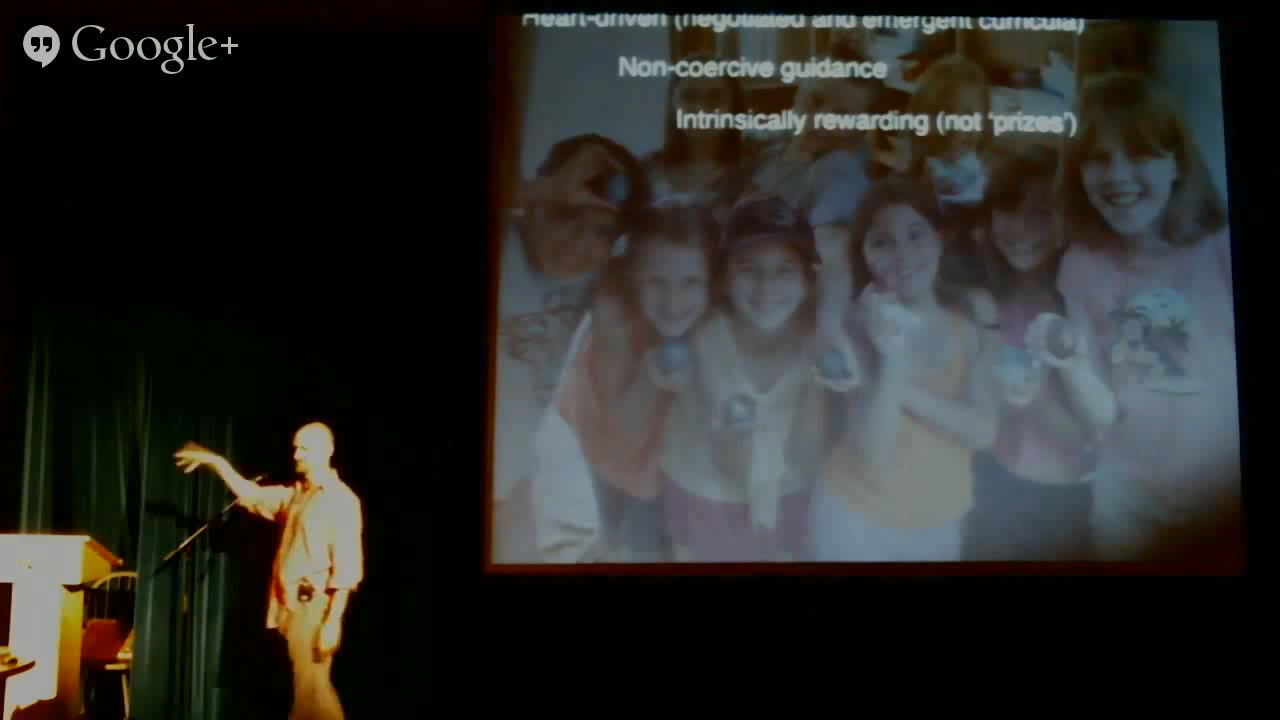 Google+
Heart-driven (negotiated and emergent curricula)
Non-coercive guidance
Intrinsically rewarding (not 'prizes')